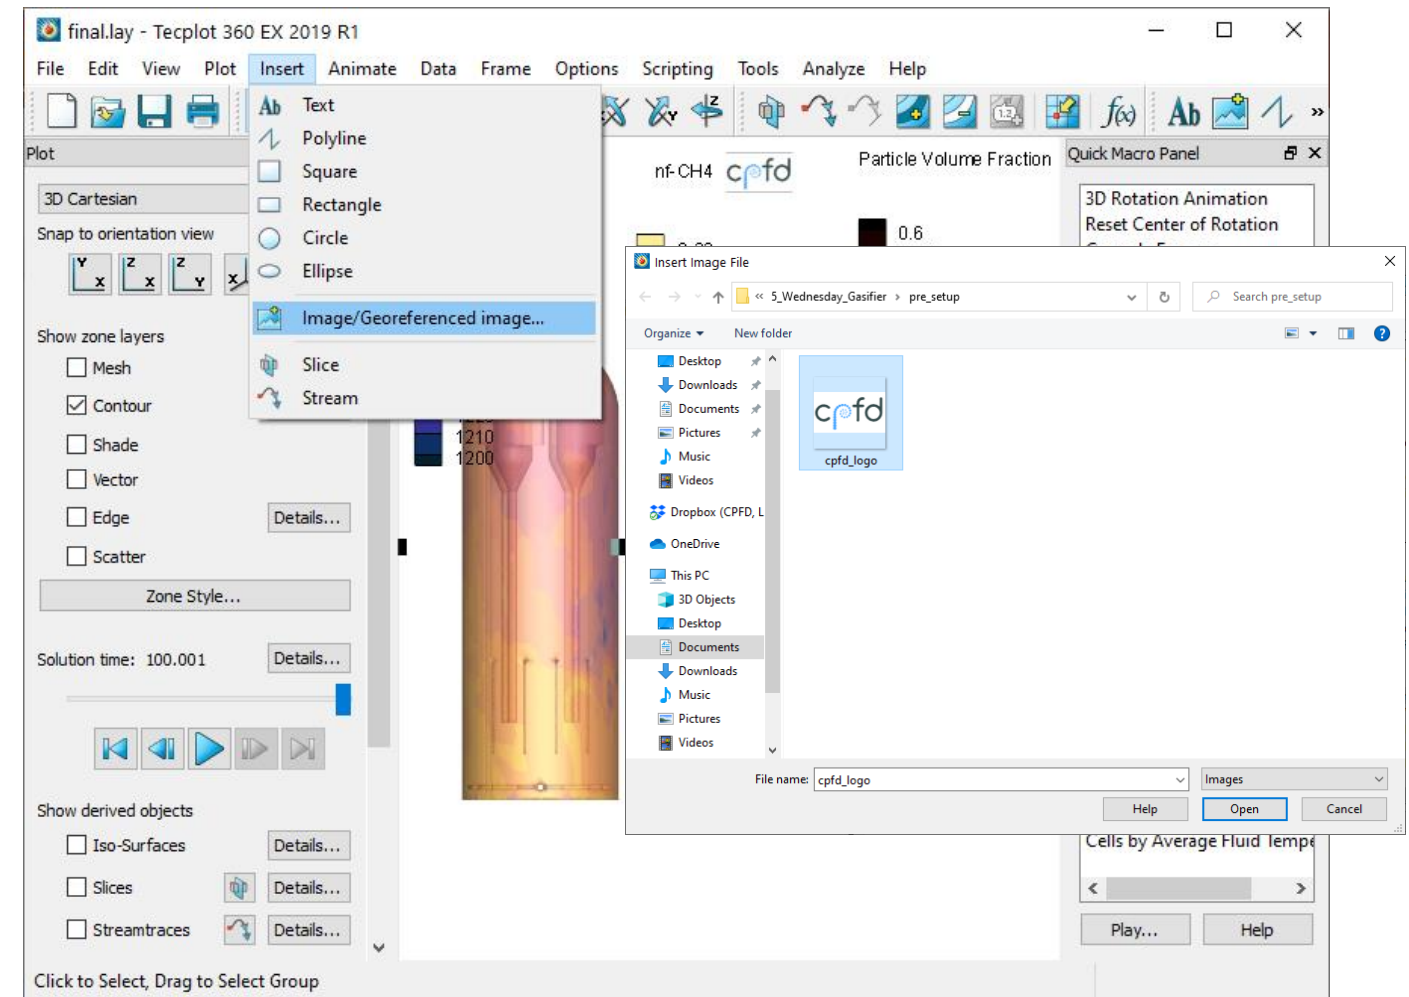 final.lay - Tecplot 360 EX 2019 R1
File Edit View Plot Insert Animate Data Frame Options Scripting Tools Analyze Help
Ab Text
Polyline
Square
Rectangle
Circle
Ellipse
Image/Georeferenced image...
Slice
Stream
X Y Z f(x) Ab »
Plot
3D Cartesian
Snap to orientation view
Y X Z X Z Y X
Show zone layers
Mesh
Contour
Shade
Vector
Edge Details...
Scatter
Zone Style...
Solution time: 100.001 Details...
Show derived objects
Iso-Surfaces Details...
Slices Details...
Streamtraces Details...
Click to Select, Drag to Select Group
nf-CH4 cpfd Particle Volume Fraction
0.6
1210
1200
Quick Macro Panel
3D Rotation Animation
Reset Center of Rotation
Cells by Average Fluid Tempe
Play... Help
Insert Image File
« 5_Wednesday_Gasifier › pre_setup
Search pre_setup
Organize New folder
Desktop
Downloads
Documents
Pictures
Music
Videos
Dropbox (CPFD, L
OneDrive
This PC
3D Objects
Desktop
Documents
Downloads
Music
Pictures
Videos
cpfd
cpfd_logo
File name: cpfd_logo Images
Help Open Cancel